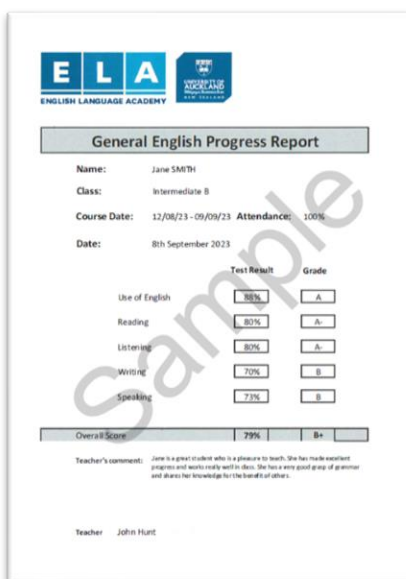 E L A
ENGLISH LANGUAGE ACADEMY
UNIVERSITY OF
AUCKLAND
NEW ZEALAND
General English Progress Report
Name: Jane SMITH
Class: Intermediate B
Course Date: 12/08/23 - 09/09/23 Attendance: 100%
Date: 8th September 2023
Test Result Grade
Use of English 88% A
Reading 80% A-
Listening 80% A-
Writing 70% B
Speaking 73% B
Overall Score 79% B+
Teacher's comment: Jane is a great student who is a pleasure to teach. She has made excellent
progress and works really well in class. She has a very good grasp of grammar
and shares her knowledge for the benefit of others.
Teacher John Hunt
Sample